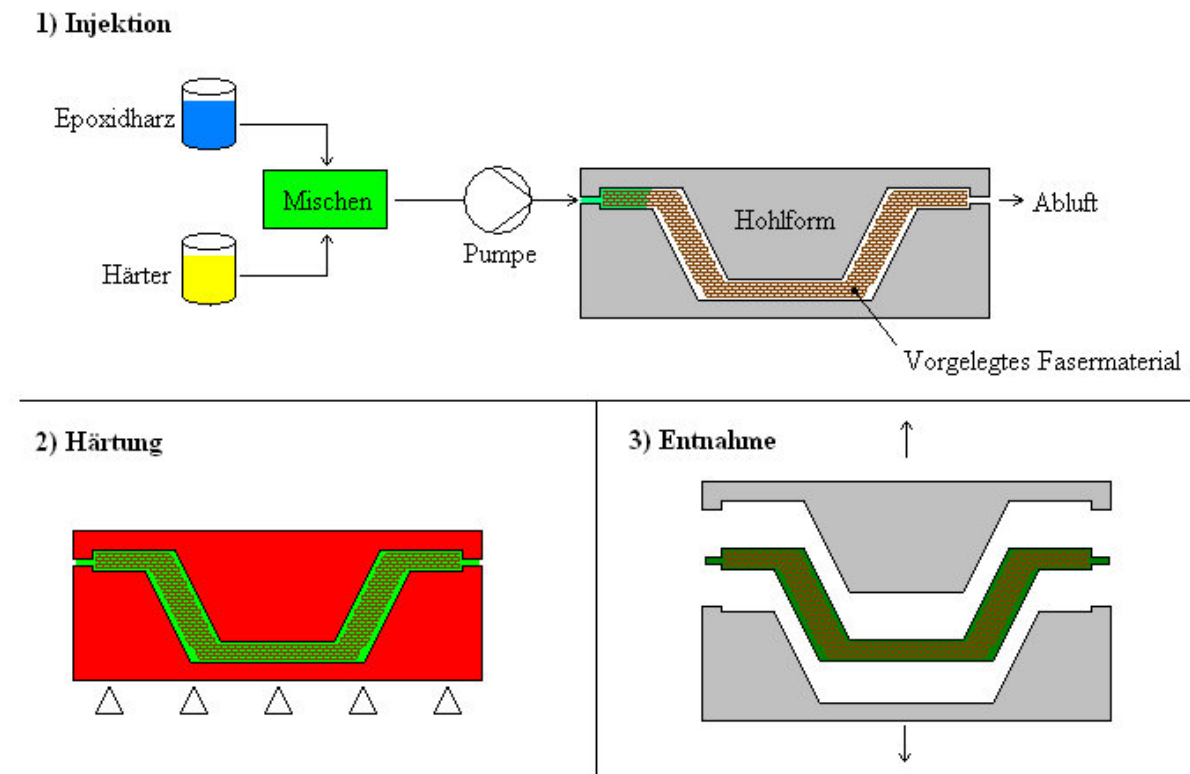 1) Injektion
Epoxidharz
Mischen
Härter
Pumpe
Hohlform
Abluft
Vorgelegtes Fasermaterial
2) Härtung
3) Entnahme